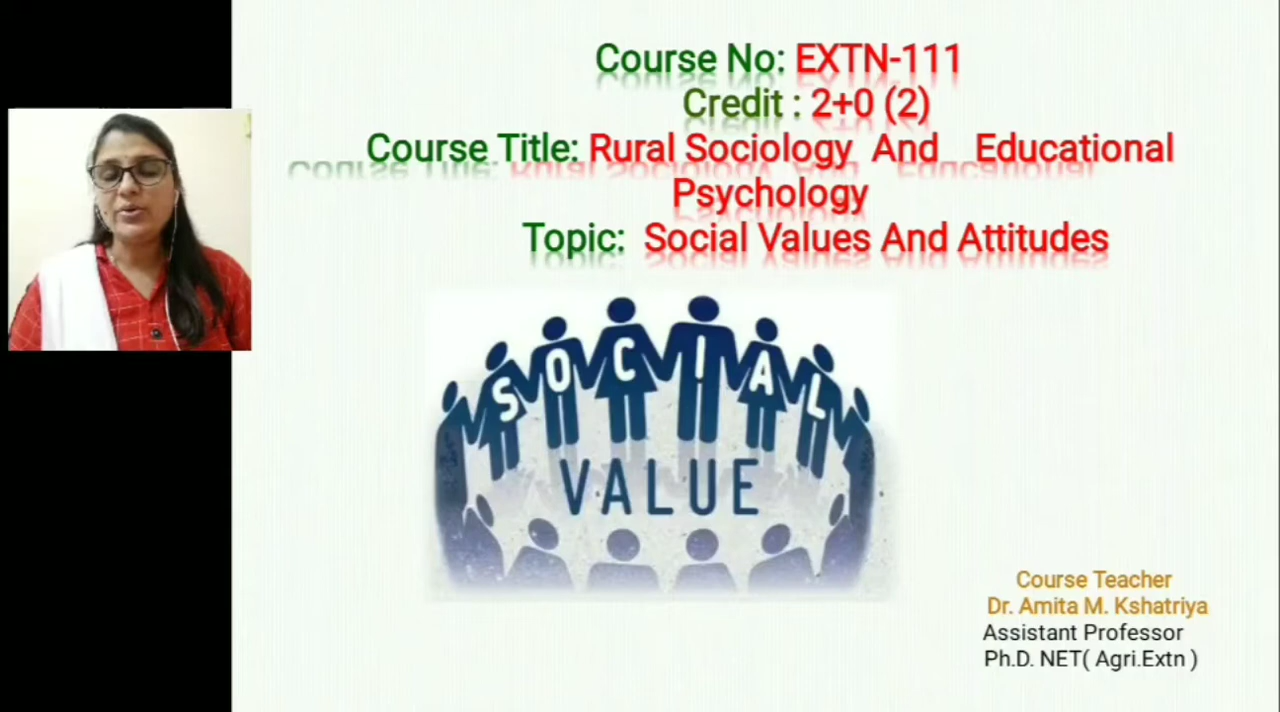 Course No: EXTN-111
Credit : 2+0 (2)
Course Title: Rural Sociology And Educational
Psychology
Topic: Social Values And Attitudes
SOCIAL
VALUE
Course Teacher
Dr. Amita M. Kshatriya
Assistant Professor
Ph.D. NET( Agri.Extn )